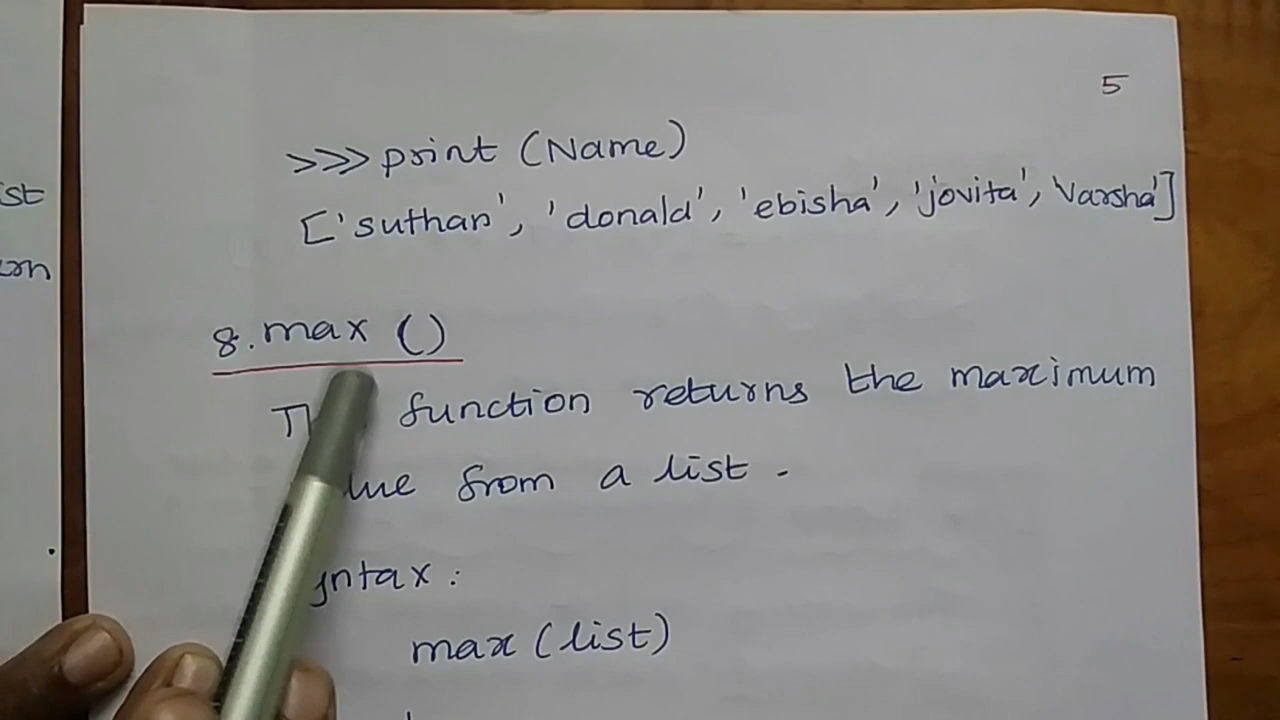 5
>>> print (Name)
['suthan', 'donald', 'ebisha', 'jovita', Varsha']
8. max ()
function returns the maximum
from a list.
max (list)